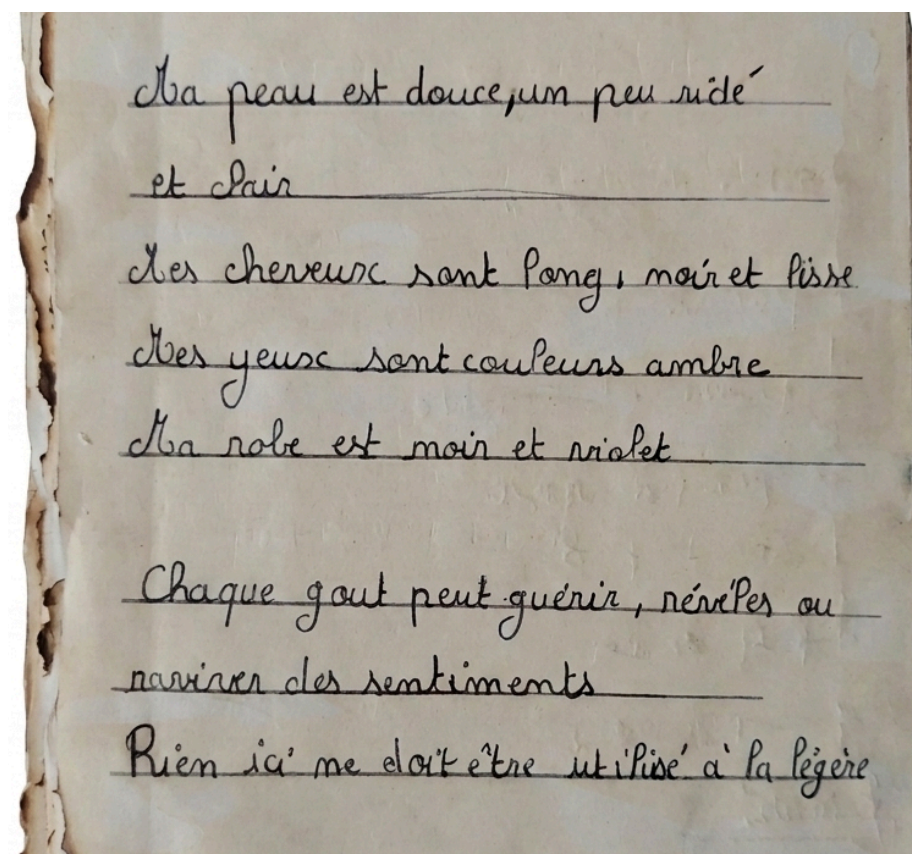 Ma peau est douce, un peu ridé
et clair
Mes cheveux sont long, noir et lisse
Mes yeux sont couleurs ambre
Ma robe est noir et violet
Chaque gout peut guérir, révéler ou
raviver des sentiments
Rien ici ne doit être utilisé à la légère